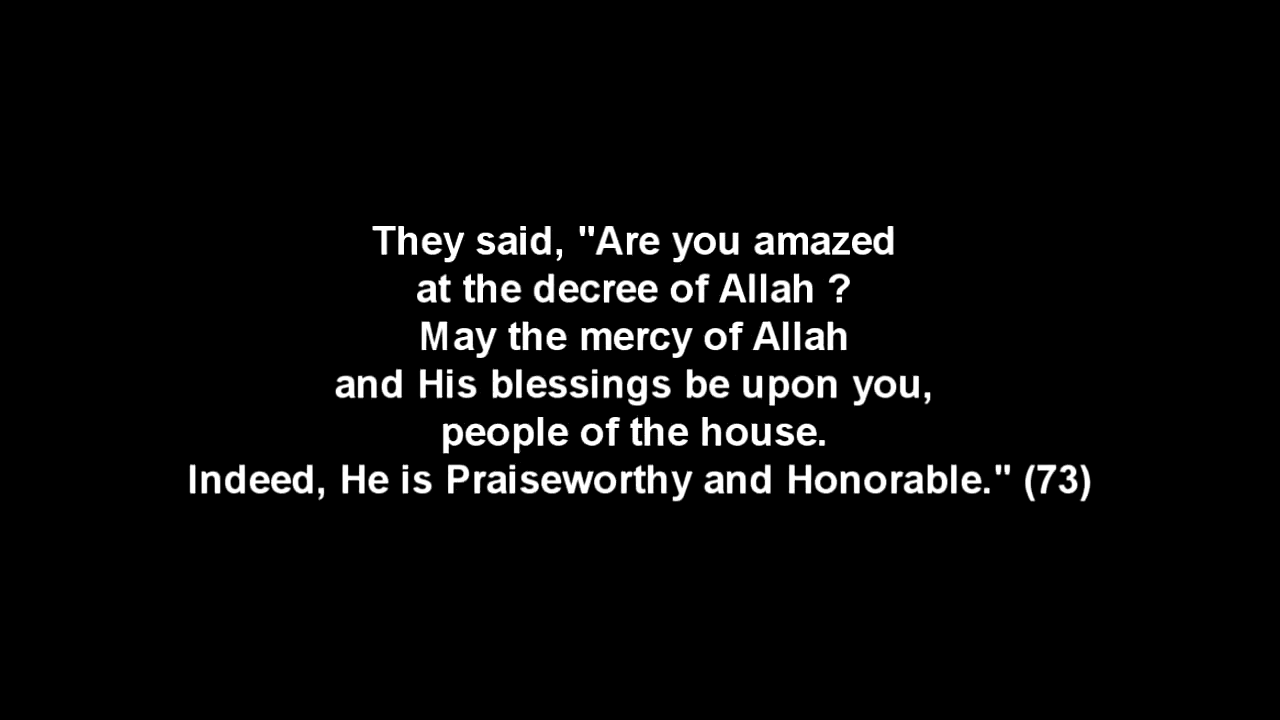 They said, "Are you amazed
at the decree of Allah ?
May the mercy of Allah
and His blessings be upon you,
people of the house.
Indeed, He is Praiseworthy and Honorable." (73)